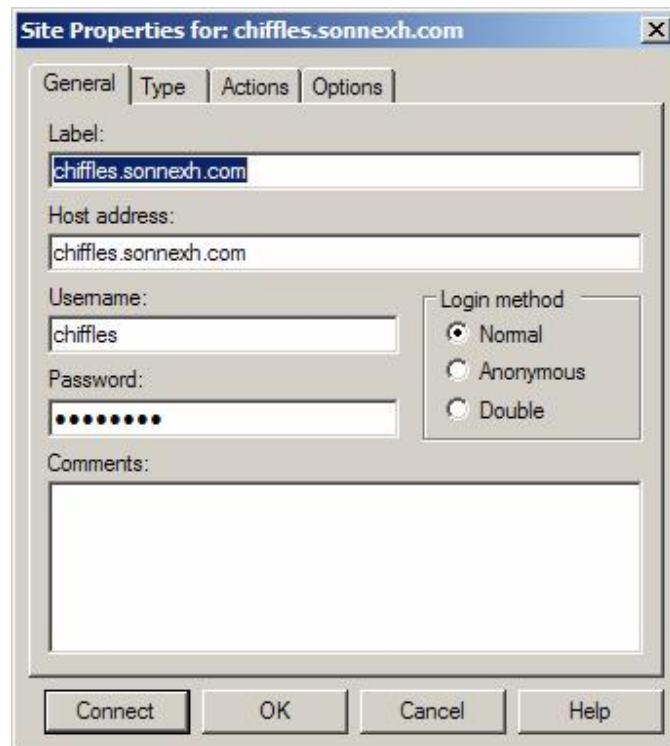 Site Properties for: chiffles.sonnexh.com
General Type Actions Options
Label:
chiffles.sonnexh.com
Host address:
chiffles.sonnexh.com
Username:
chiffles
Login method
Normal
Password:
Anonymous
●●●●●●●●
Double
Comments:
Connect OK Cancel Help